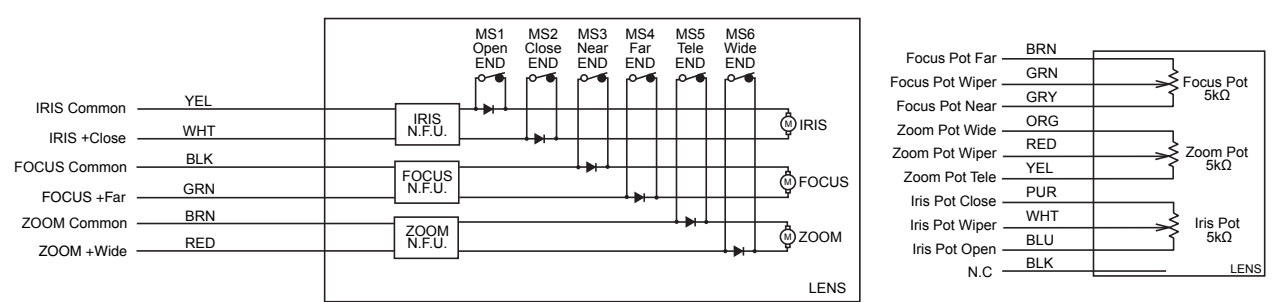 MS1 MS2 MS3 MS4 MS5 MS6
Open Close Near Far Tele Wide
END END END END END END
IRIS Common YEL
IRIS +Close WHT
IRIS
N.F.U.
M IRIS
FOCUS Common BLK
FOCUS +Far GRN
FOCUS
N.F.U.
M FOCUS
ZOOM Common BRN
ZOOM +Wide RED
ZOOM
N.F.U.
M ZOOM
LENS
Focus Pot Far BRN
Focus Pot Wiper GRN
Focus Pot Near GRY
Focus Pot
5kΩ
Zoom Pot Wide ORG
Zoom Pot Wiper RED
Zoom Pot Tele YEL
Zoom Pot
5kΩ
Iris Pot Close PUR
Iris Pot Wiper WHT
Iris Pot Open BLU
Iris Pot
5kΩ
N.C BLK
LENS